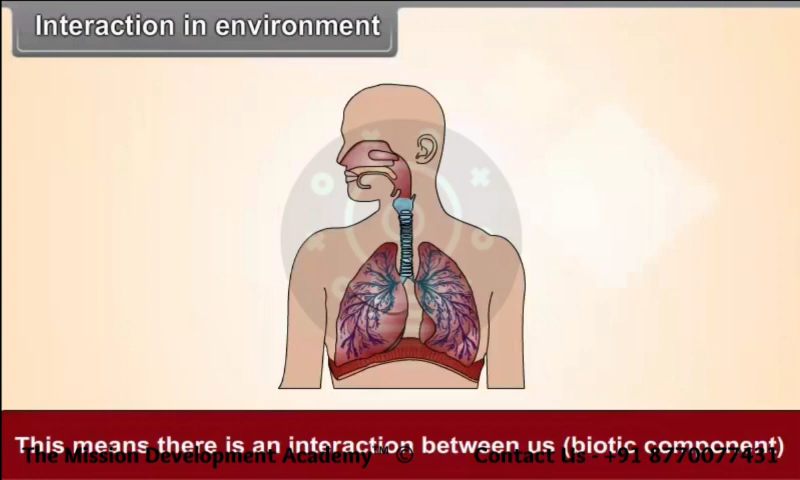 Interaction in environment
This means there is an interaction between us (biotic component)
The Mission Development Academy™ © Contact Us - +91 8770077431